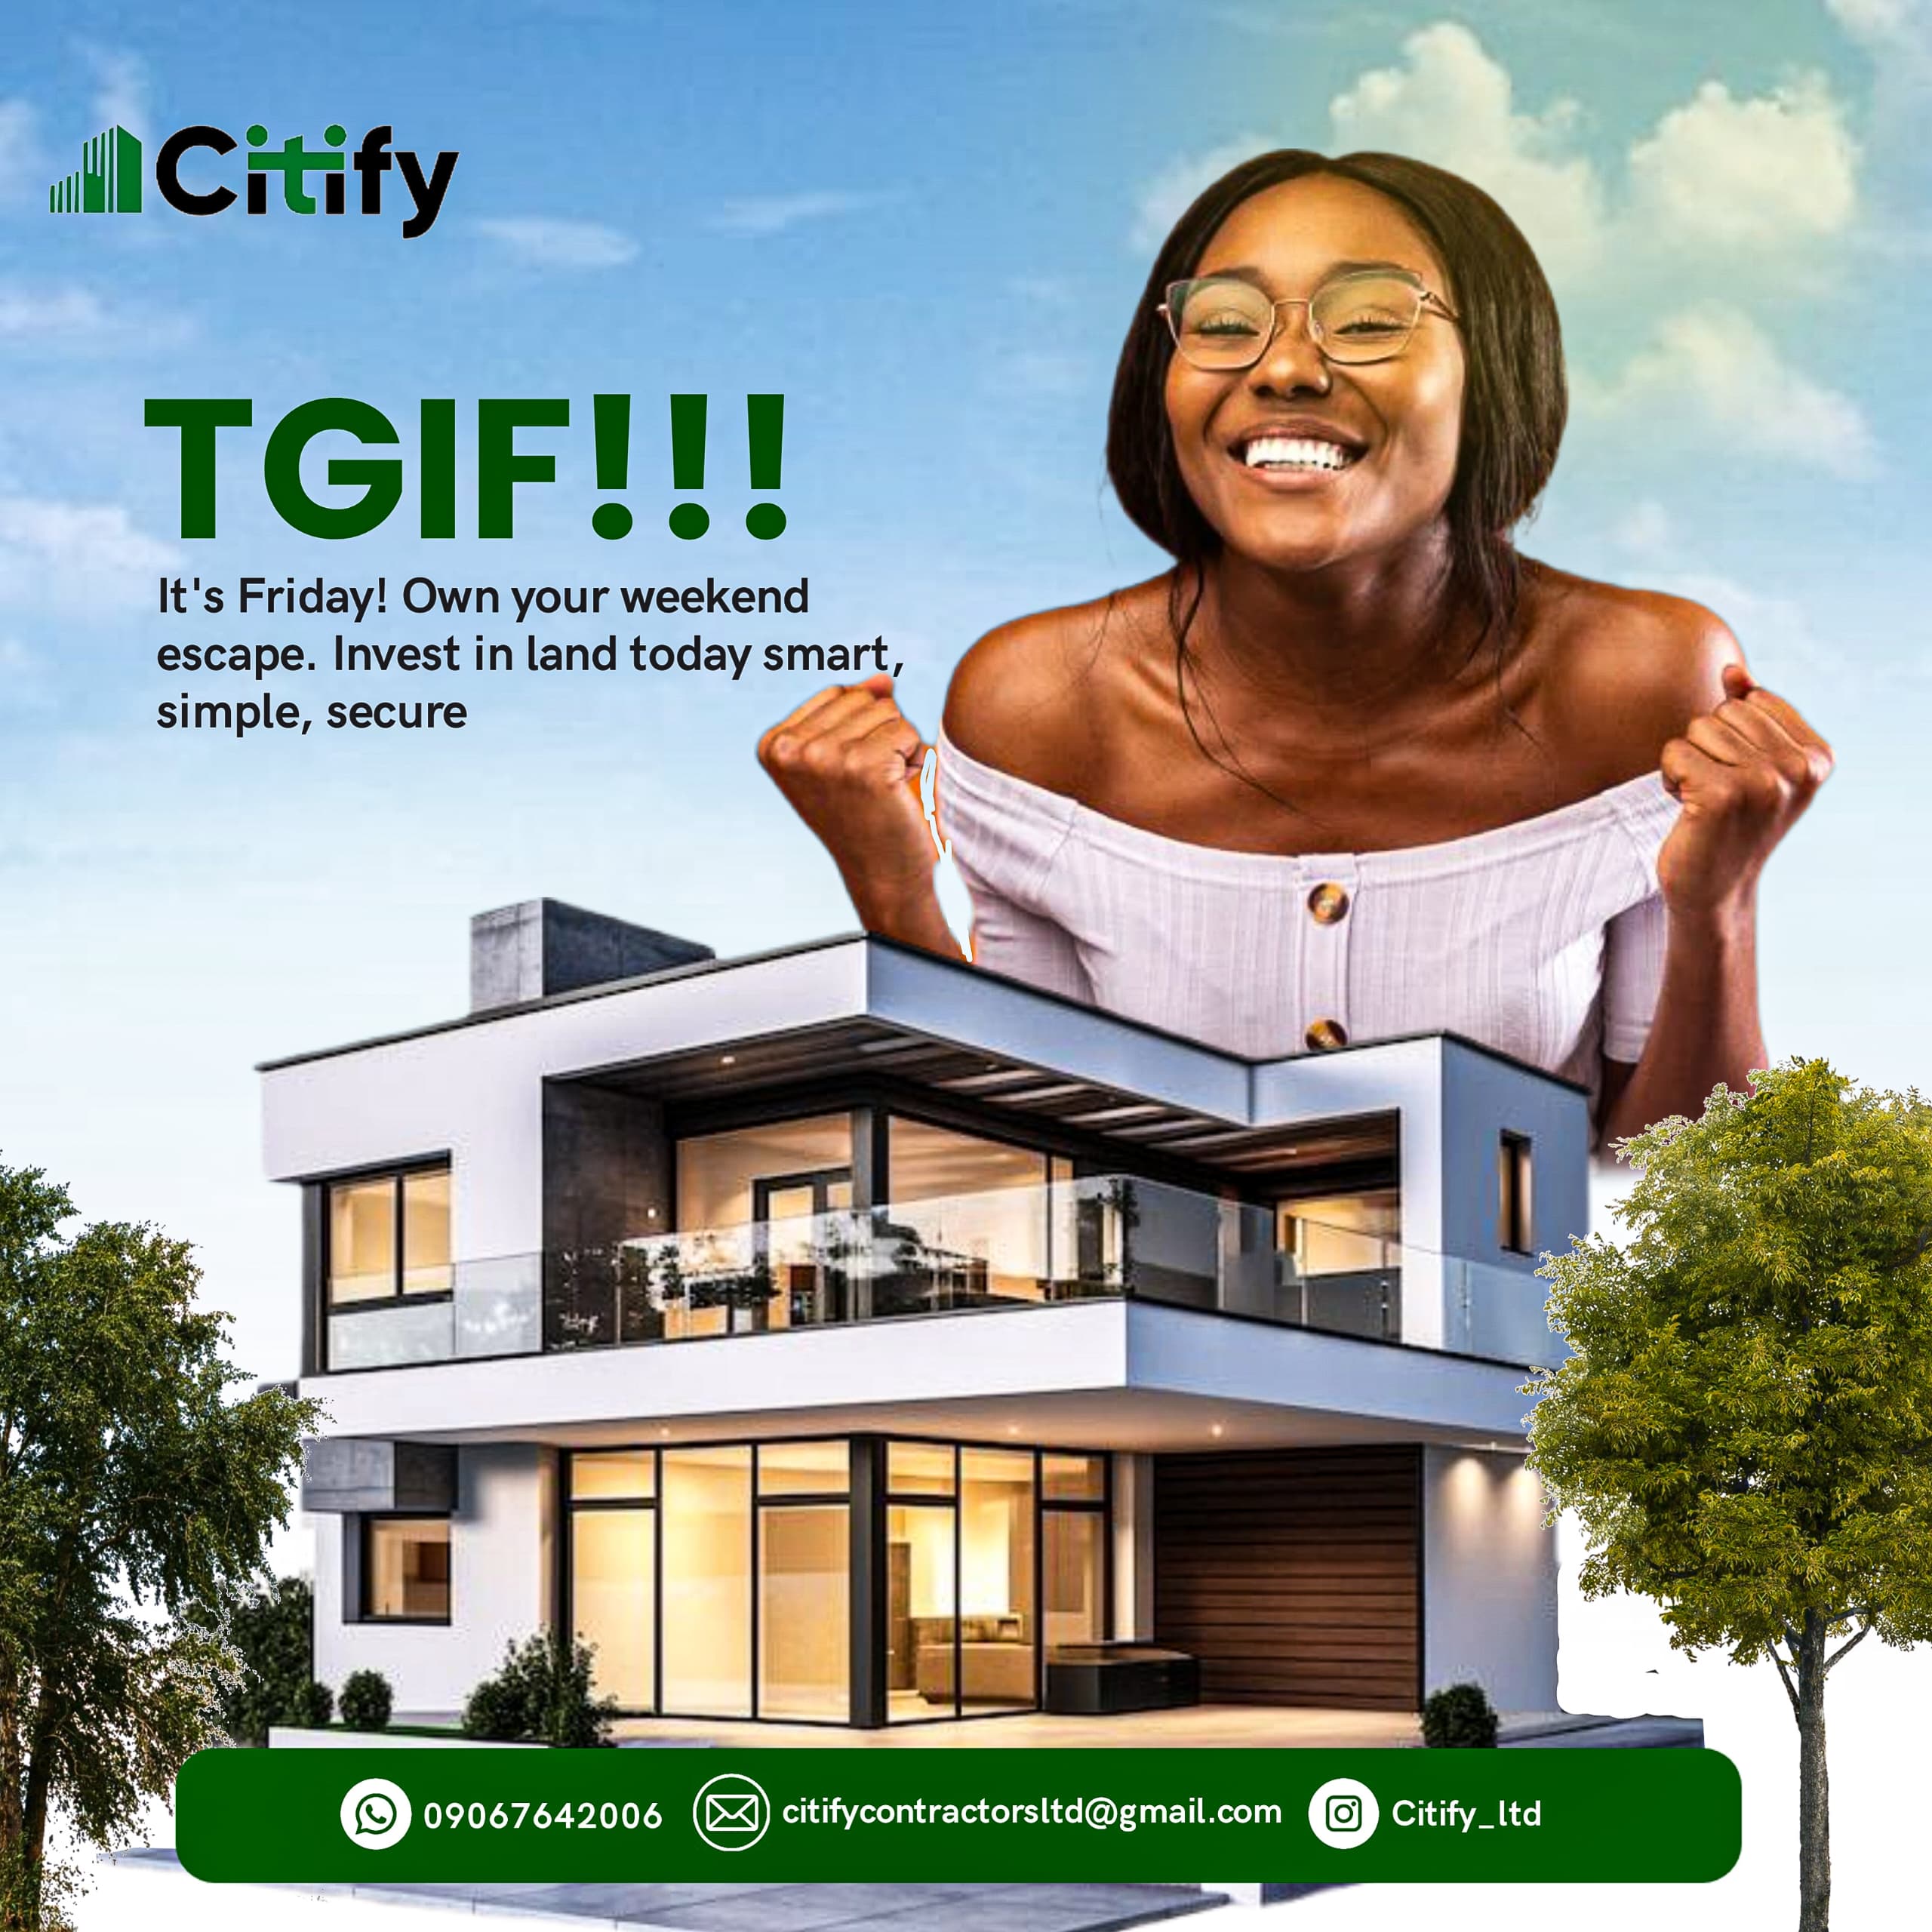 Citify
TGIF!!!
It's Friday! Own your weekend
escape. Invest in land today smart,
simple, secure
09067642006
citifycontractorsltd@gmail.com
Citify_ltd